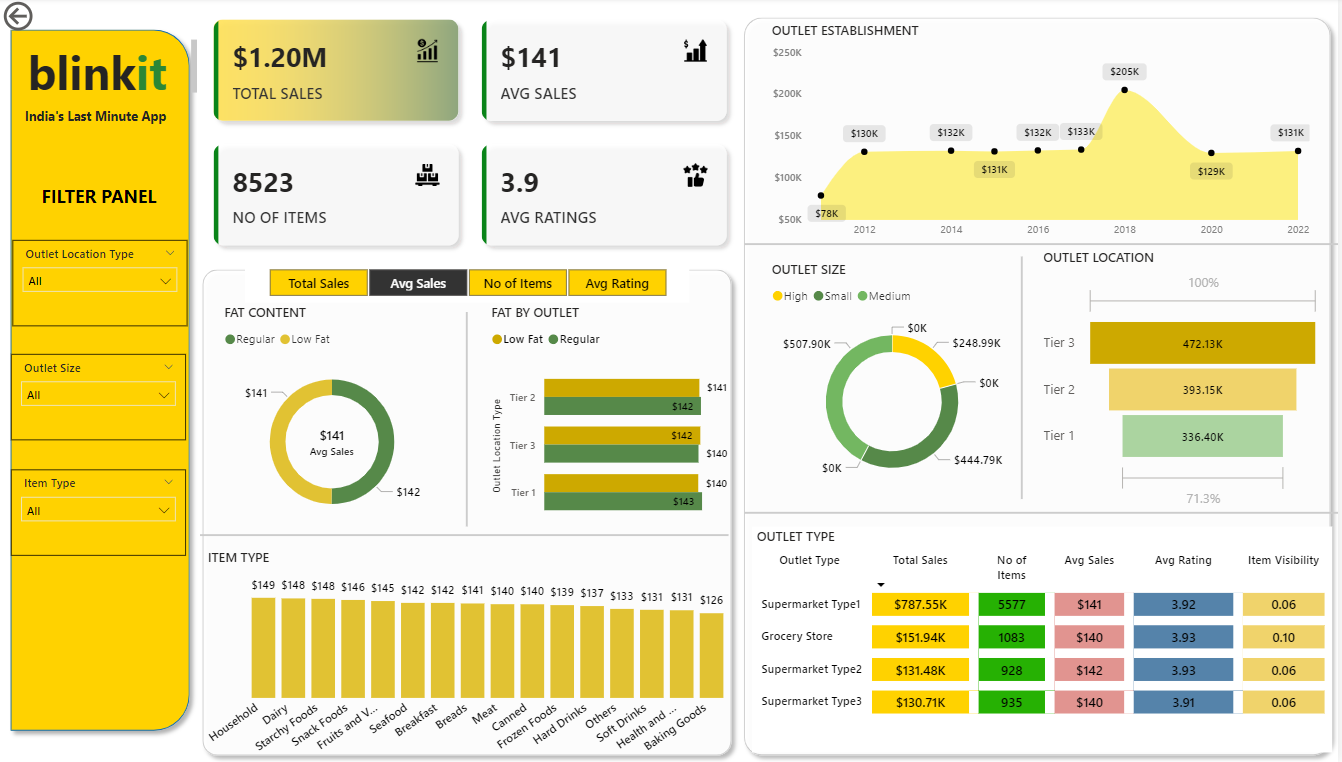 blinkit
India's Last Minute App
FILTER PANEL
Outlet Location Type
All
Outlet Size
All
Item Type
All
$1.20M
TOTAL SALES
$141
AVG SALES
8523
NO OF ITEMS
3.9
AVG RATINGS
Total Sales Avg Sales No of Items Avg Rating
FAT CONTENT
Regular Low Fat
$141
$141
Avg Sales
$142
FAT BY OUTLET
Low Fat Regular
Outlet Location Type
Tier 2 $141
$142
Tier 3 $142
$140
Tier 1 $140
$143
ITEM TYPE
$149 $148 $148 $146 $145 $142 $142 $141 $140 $140 $139 $137 $133 $131 $131 $126
Household Dairy Starchy Foods Snack Foods Fruits and V... Seafood Breakfast Breads Meat Canned Frozen Foods Hard Drinks Others Soft Drinks Health and ... Baking Goods
OUTLET ESTABLISHMENT
$250K
$200K
$150K
$100K
$50K
$78K $130K $132K $131K $132K $133K $205K $129K $131K
2012 2014 2016 2018 2020 2022
OUTLET SIZE
High Small Medium
$0K
$507.90K $248.99K
$0K
$0K $444.79K
OUTLET LOCATION
100%
Tier 3 472.13K
Tier 2 393.15K
Tier 1 336.40K
71.3%
OUTLET TYPE
Outlet Type Total Sales No of Items Avg Sales Avg Rating Item Visibility
Supermarket Type1 $787.55K 5577 $141 3.92 0.06
Grocery Store $151.94K 1083 $140 3.93 0.10
Supermarket Type2 $131.48K 928 $142 3.93 0.06
Supermarket Type3 $130.71K 935 $140 3.91 0.06